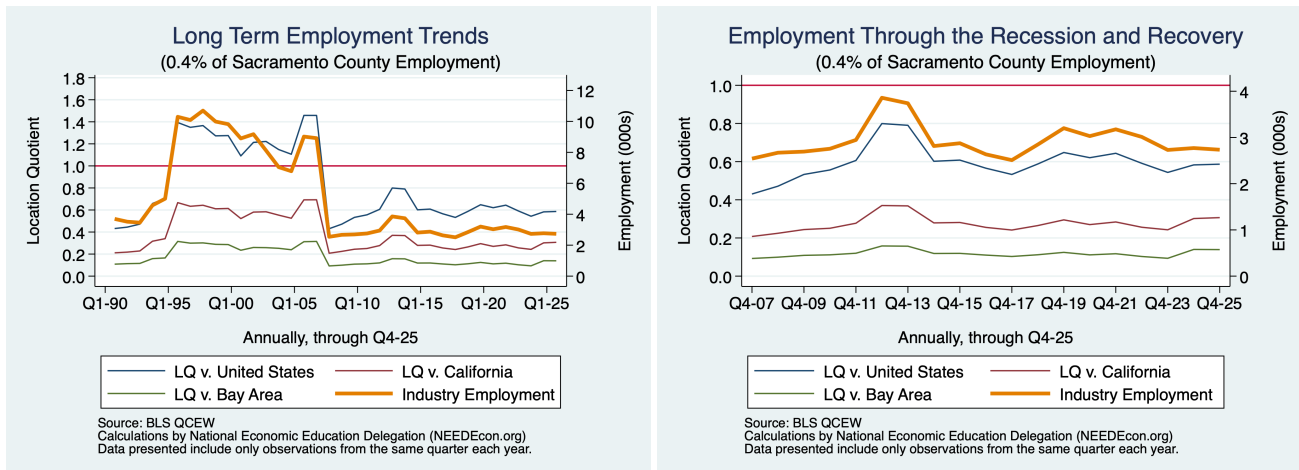 Long Term Employment Trends
(0.4% of Sacramento County Employment)
Location Quotient
1.8
1.6
1.4
1.2
1.0
0.8
0.6
0.4
0.2
0.0
12
10
8
6
4
2
0
Employment (000s)
Q1-90 Q1-95 Q1-00 Q1-05 Q1-10 Q1-15 Q1-20 Q1-25
Annually, through Q4-25
LQ v. United States LQ v. California
LQ v. Bay Area Industry Employment
Source: BLS QCEW
Calculations by National Economic Education Delegation (NEEDEcon.org)
Data presented include only observations from the same quarter each year.
Employment Through the Recession and Recovery
(0.4% of Sacramento County Employment)
Location Quotient
1.0
0.8
0.6
0.4
0.2
0.0
4
3
2
1
0
Employment (000s)
Q4-07 Q4-09 Q4-11 Q4-13 Q4-15 Q4-17 Q4-19 Q4-21 Q4-23 Q4-25
Annually, through Q4-25
LQ v. United States LQ v. California
LQ v. Bay Area Industry Employment
Source: BLS QCEW
Calculations by National Economic Education Delegation (NEEDEcon.org)
Data presented include only observations from the same quarter each year.